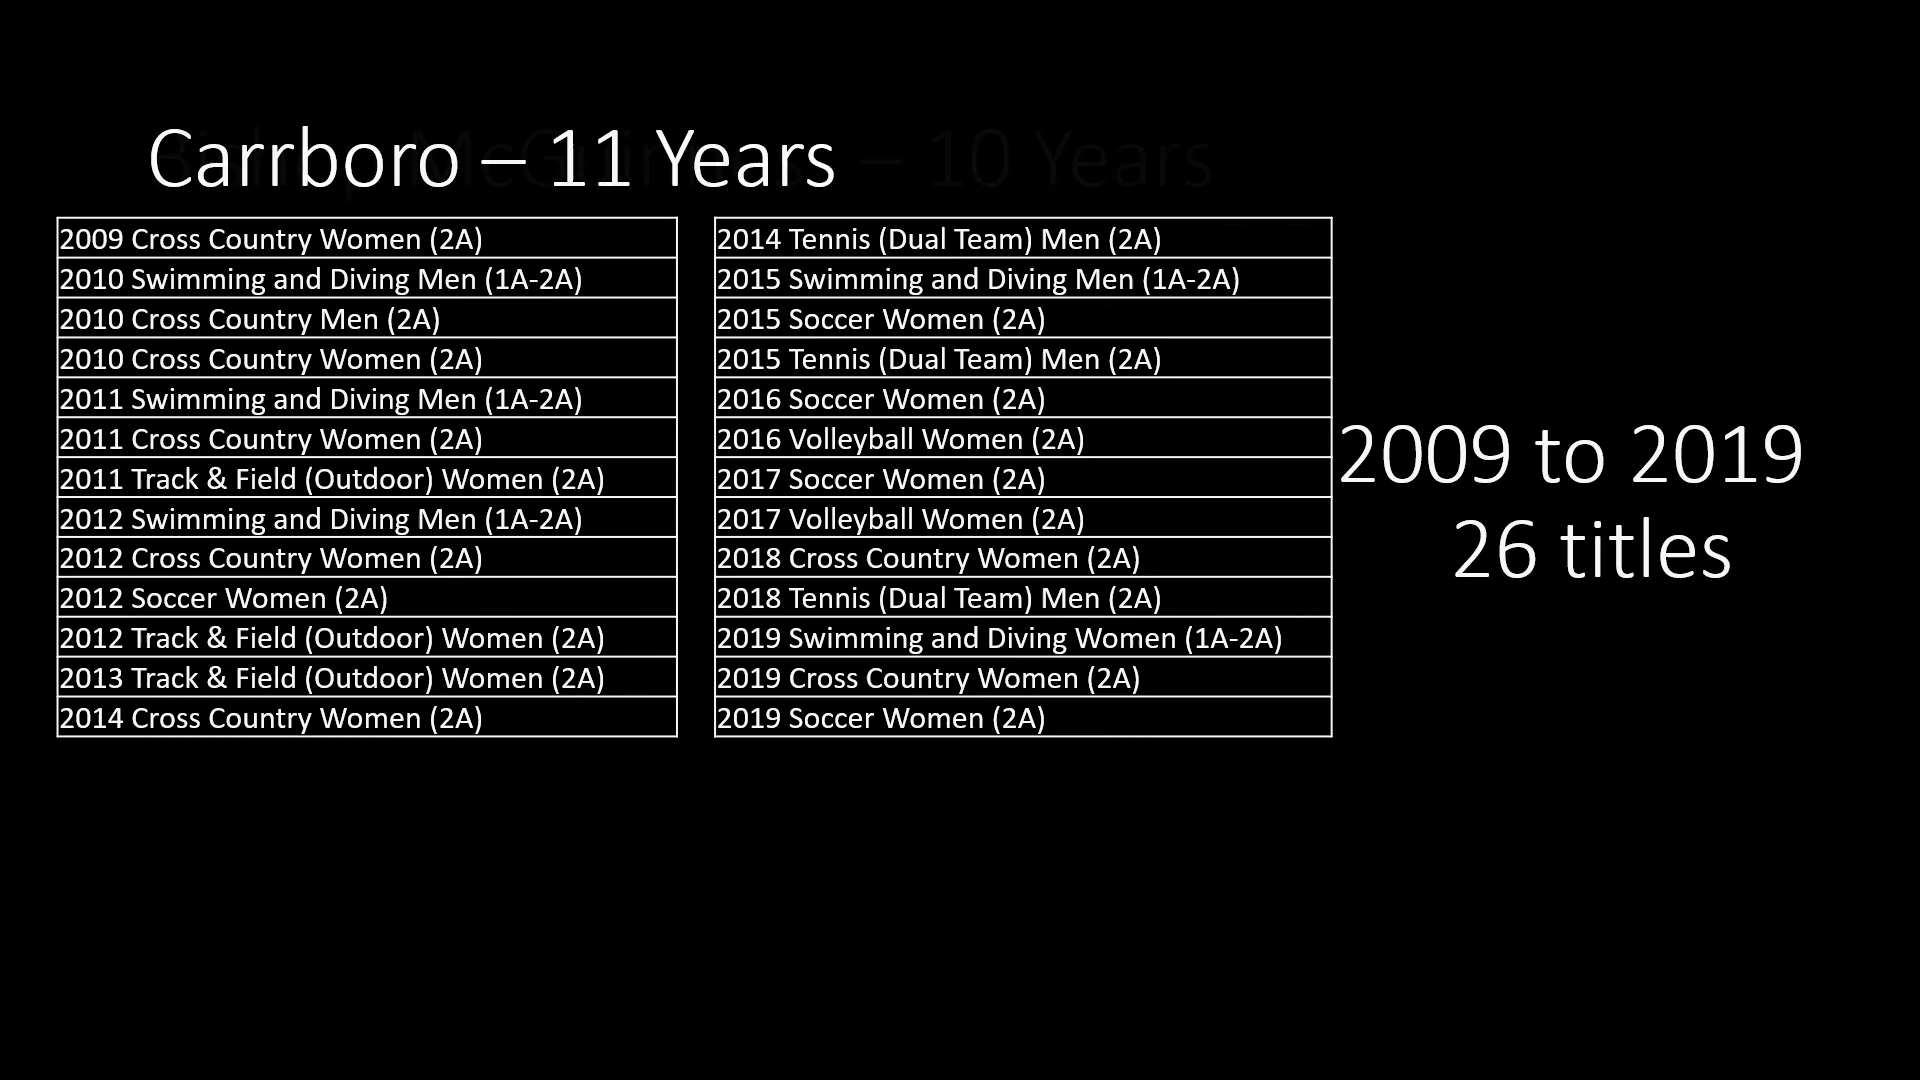 Carrboro – 11 Years
– 10 Years
2009 Cross Country Women (2A)
2010 Swimming and Diving Men (1A-2A)
2010 Cross Country Men (2A)
2010 Cross Country Women (2A)
2011 Swimming and Diving Men (1A-2A)
2011 Cross Country Women (2A)
2011 Track & Field (Outdoor) Women (2A)
2012 Swimming and Diving Men (1A-2A)
2012 Cross Country Women (2A)
2012 Soccer Women (2A)
2012 Track & Field (Outdoor) Women (2A)
2013 Track & Field (Outdoor) Women (2A)
2014 Cross Country Women (2A)
2014 Tennis (Dual Team) Men (2A)
2015 Swimming and Diving Men (1A-2A)
2015 Soccer Women (2A)
2015 Tennis (Dual Team) Men (2A)
2016 Soccer Women (2A)
2016 Volleyball Women (2A)
2017 Soccer Women (2A)
2017 Volleyball Women (2A)
2018 Cross Country Women (2A)
2018 Tennis (Dual Team) Men (2A)
2019 Swimming and Diving Women (1A-2A)
2019 Cross Country Women (2A)
2019 Soccer Women (2A)
2009 to 2019
26 titles